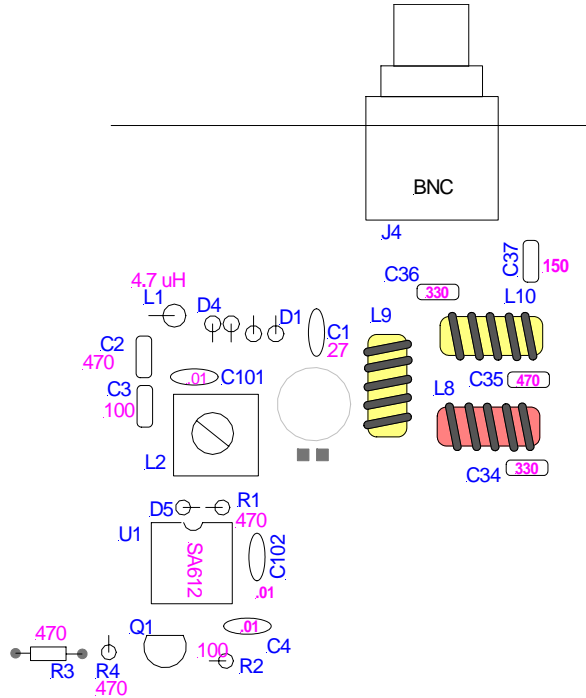 BNC
J4
C37
.150
C36
.330
4.7 uH
L1
D4
D1
C1
27
L9
L10
C2
470
C3
100
.01
C101
C35
470
L8
L2
C34
.330
D5
R1
470
U1
SA612
C102
.01
Q1
.01
C4
470
R3
R4
470
100
R2